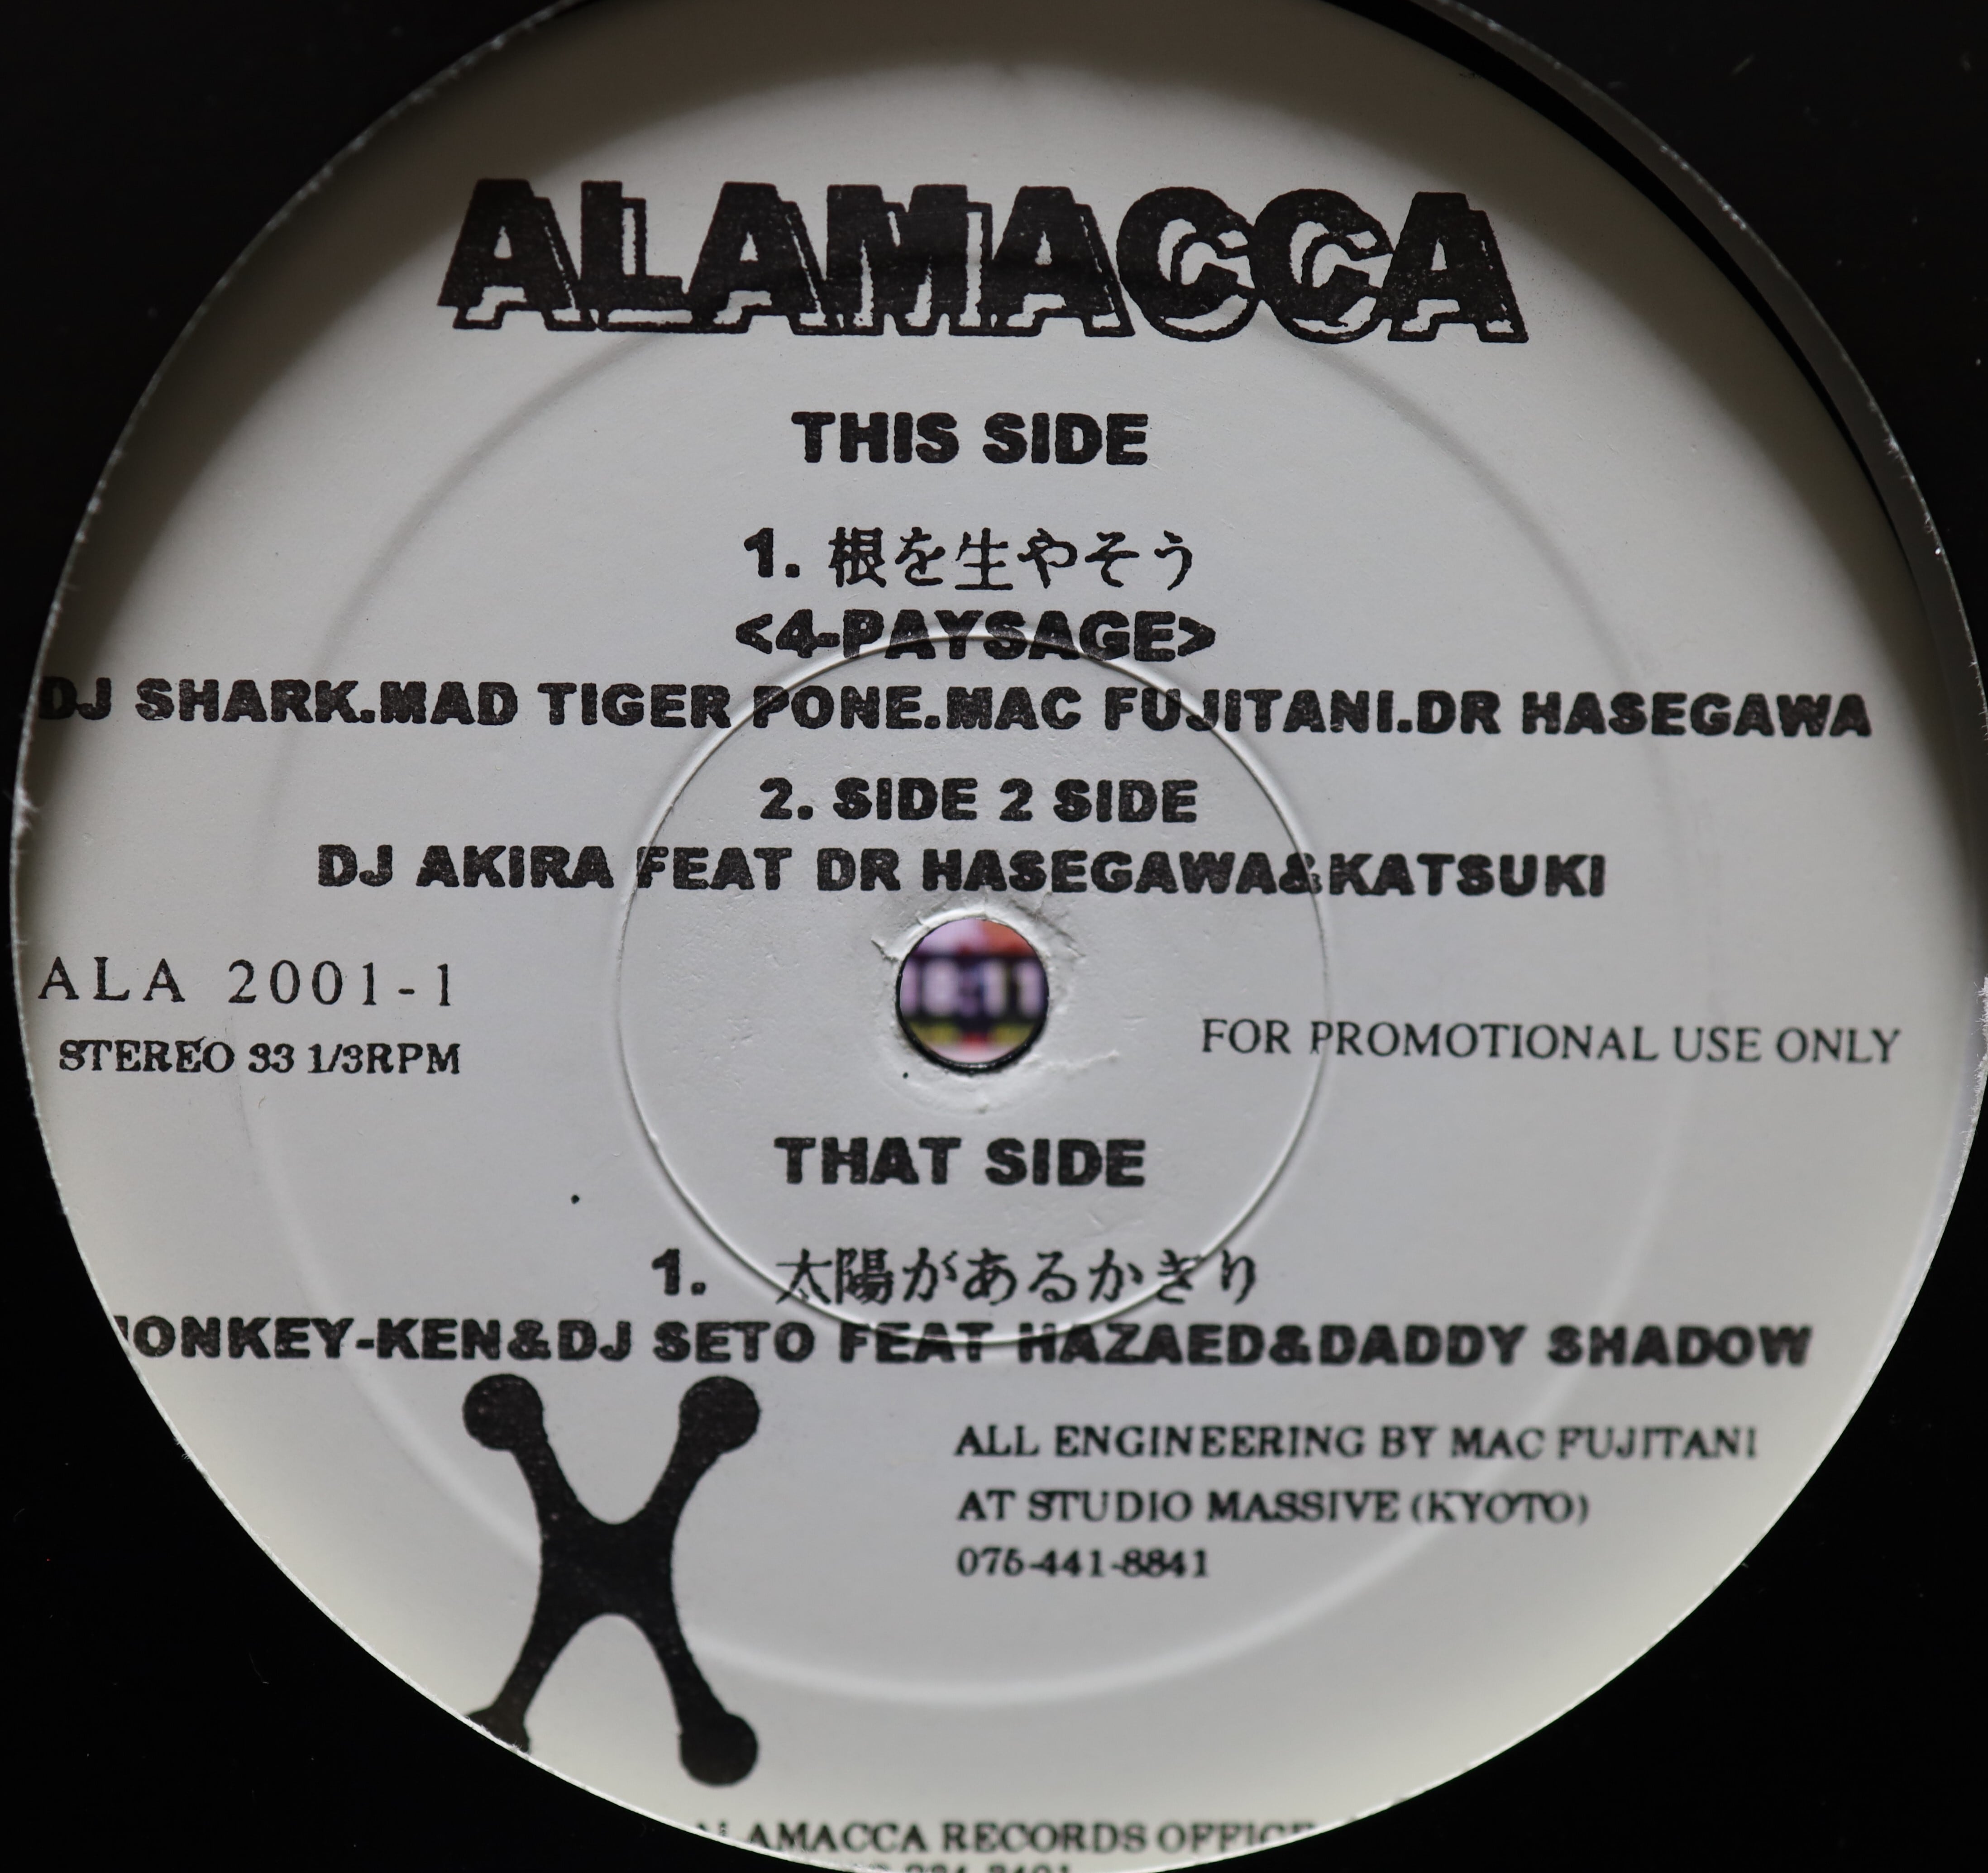 ALAMACCA
THIS SIDE
1. 根を生やそう
<4-PAYSAGE>
DJ SHARK.MAD TIGER PONE.MAC FUJITANI.DR HASEGAWA
2. SIDE 2 SIDE
DJ AKIRA FEAT DR HASEGAWA&KATSUKI
ALA 2001-1
STEREO 33 1/3RPM
FOR PROMOTIONAL USE ONLY
THAT SIDE
1. 太陽があるかぎり
ONKEY-KEN&DJ SETO FEAT HAZAED&DADDY SHADOW
ALL ENGINEERING BY MAC FUJITANI
AT STUDIO MASSIVE (KYOTO)
075-441-8841
ALAMACCA RECORDS OFFICE